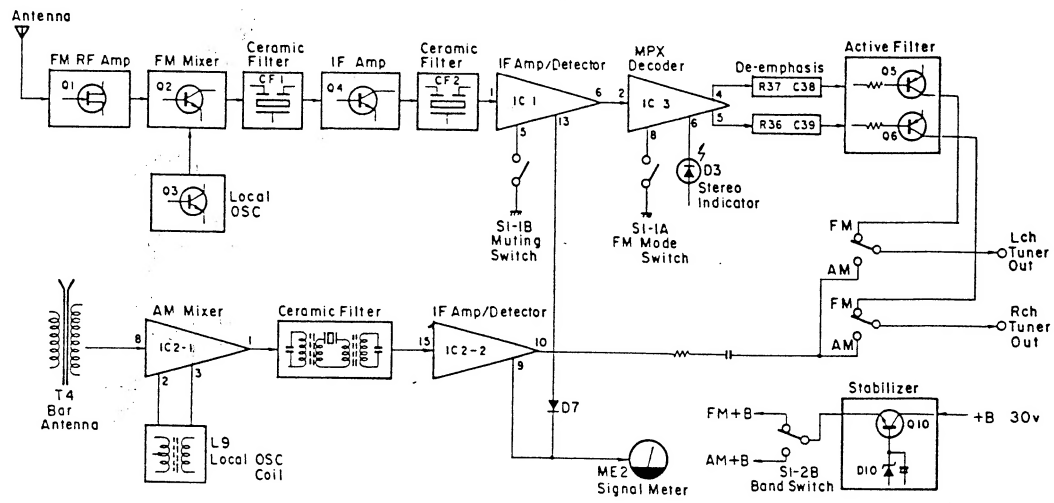 Antenna
FM RF Amp
FM Mixer
Ceramic
Filter
IF Amp
Ceramic
Filter
IF Amp/Detector
MPX
Decoder
De-emphasis
Active Filter
Q1
Q2
CF1
Q4
CF2
1
IC 1
6
13
5
2
IC 3
4
5
8
6
R37 C38
R36 C39
Q5
Q6
Q3
Local
OSC
S1-1B
Muting
Switch
S1-1A
FM Mode
Switch
D3
Stereo
Indicator
FM
AM
Lch
Tuner
Out
FM
AM
Rch
Tuner
Out
AM Mixer
Ceramic Filter
IF Amp/Detector
8
IC2-1
1
2
3
15
IC2-2
10
9
T4
Bar
Antenna
L9
Local OSC
Coil
D7
ME2
Signal Meter
Stabilizer
FM+B
AM+B
S1-2B
Band Switch
Q10
D10
+B 30v